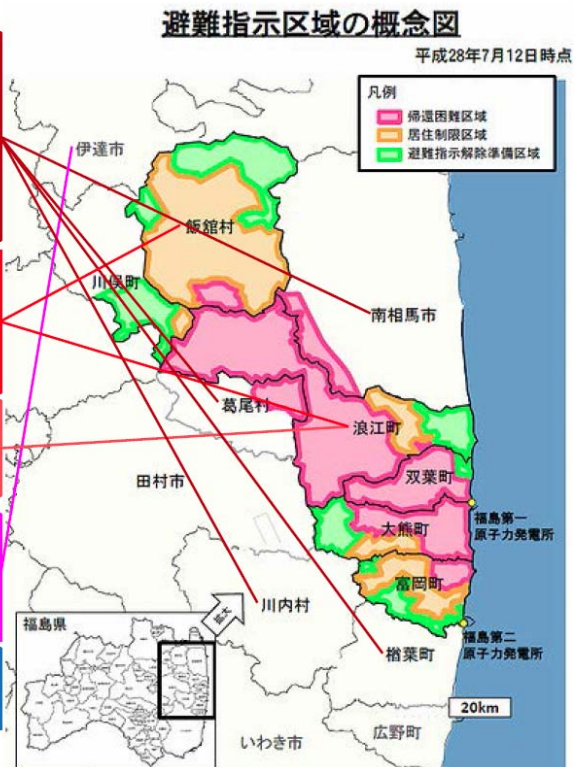 避難指示区域の概念図
平成28年7月12日時点
凡例
帰還困難区域
居住制限区域
避難指示解除準備区域
伊達市
飯舘村
川俣町
南相馬市
葛尾村
浪江町
田村市
双葉町
大熊町
福島第一
原子力発電所
富岡町
川内村
拡大
福島県
福島第二
原子力発電所
楢葉町
20km
いわき市
広野町